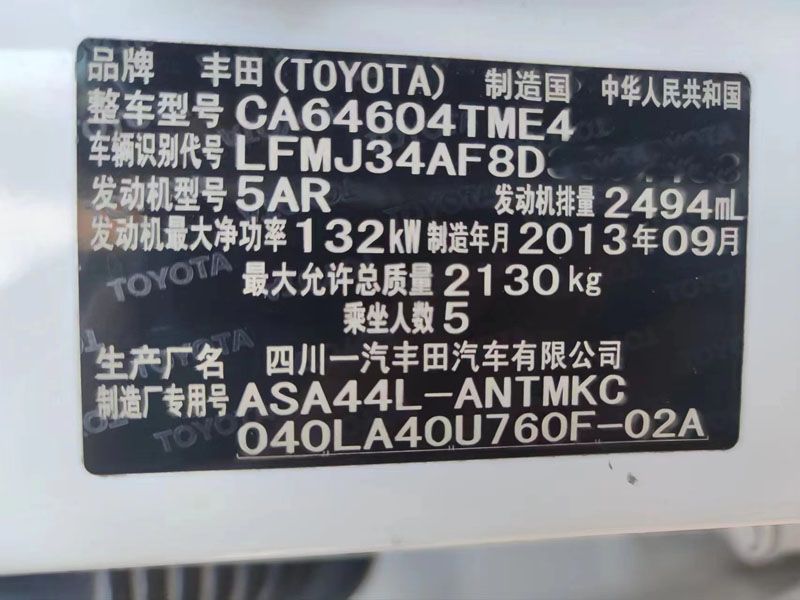 品牌 丰田(TOYOTA) 制造国 中华人民共和国
整车型号 CA64604TME4
车辆识别代号 LFMJ34AF8D
发动机型号 5AR 发动机排量 2494mL
发动机最大净功率 132kW 制造年月 2013年09月
最大允许总质量 2130kg
乘坐人数 5
生产厂名 四川一汽丰田汽车有限公司
制造厂专用号 ASA44L-ANTMKC
040LA40U760F-02A